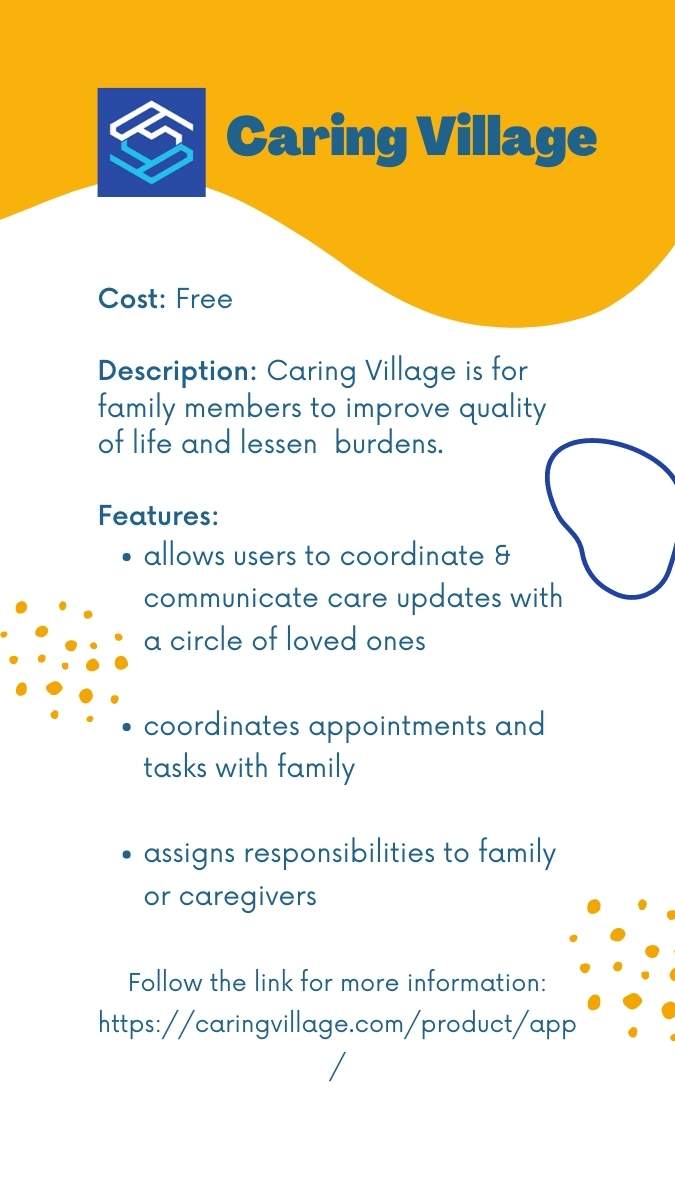 Caring Village
Cost: Free
Description: Caring Village is for
family members to improve quality
of life and lessen  burdens.
Features:
• allows users to coordinate &
communicate care updates with
a circle of loved ones
• coordinates appointments and
tasks with family
• assigns responsibilities to family
or caregivers
Follow the link for more information:
https://caringvillage.com/product/app
/